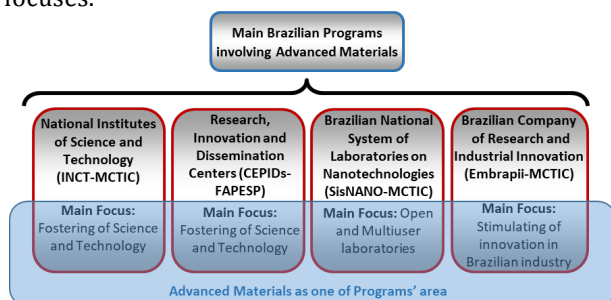 focuses.
Main Brazilian Programs
involving Advanced Materials
National Institutes
of Science and
Technology
(INCT-MCTIC)
Main Focus:
Fostering of Science
and Technology
Research,
Innovation and
Dissemination
Centers (CEPIDs-
FAPESP)
Main Focus:
Fostering of Science
and Technology
Brazilian National
System of
Laboratories on
Nanotechnologies
(SisNANO-MCTIC)
Main Focus: Open
and Multiuser
laboratories
Brazilian Company
of Research and
Industrial Innovation
(Embrapii-MCTIC)
Main Focus:
Stimulating of
innovation in
Brazilian industry
Advanced Materials as one of Programs' area